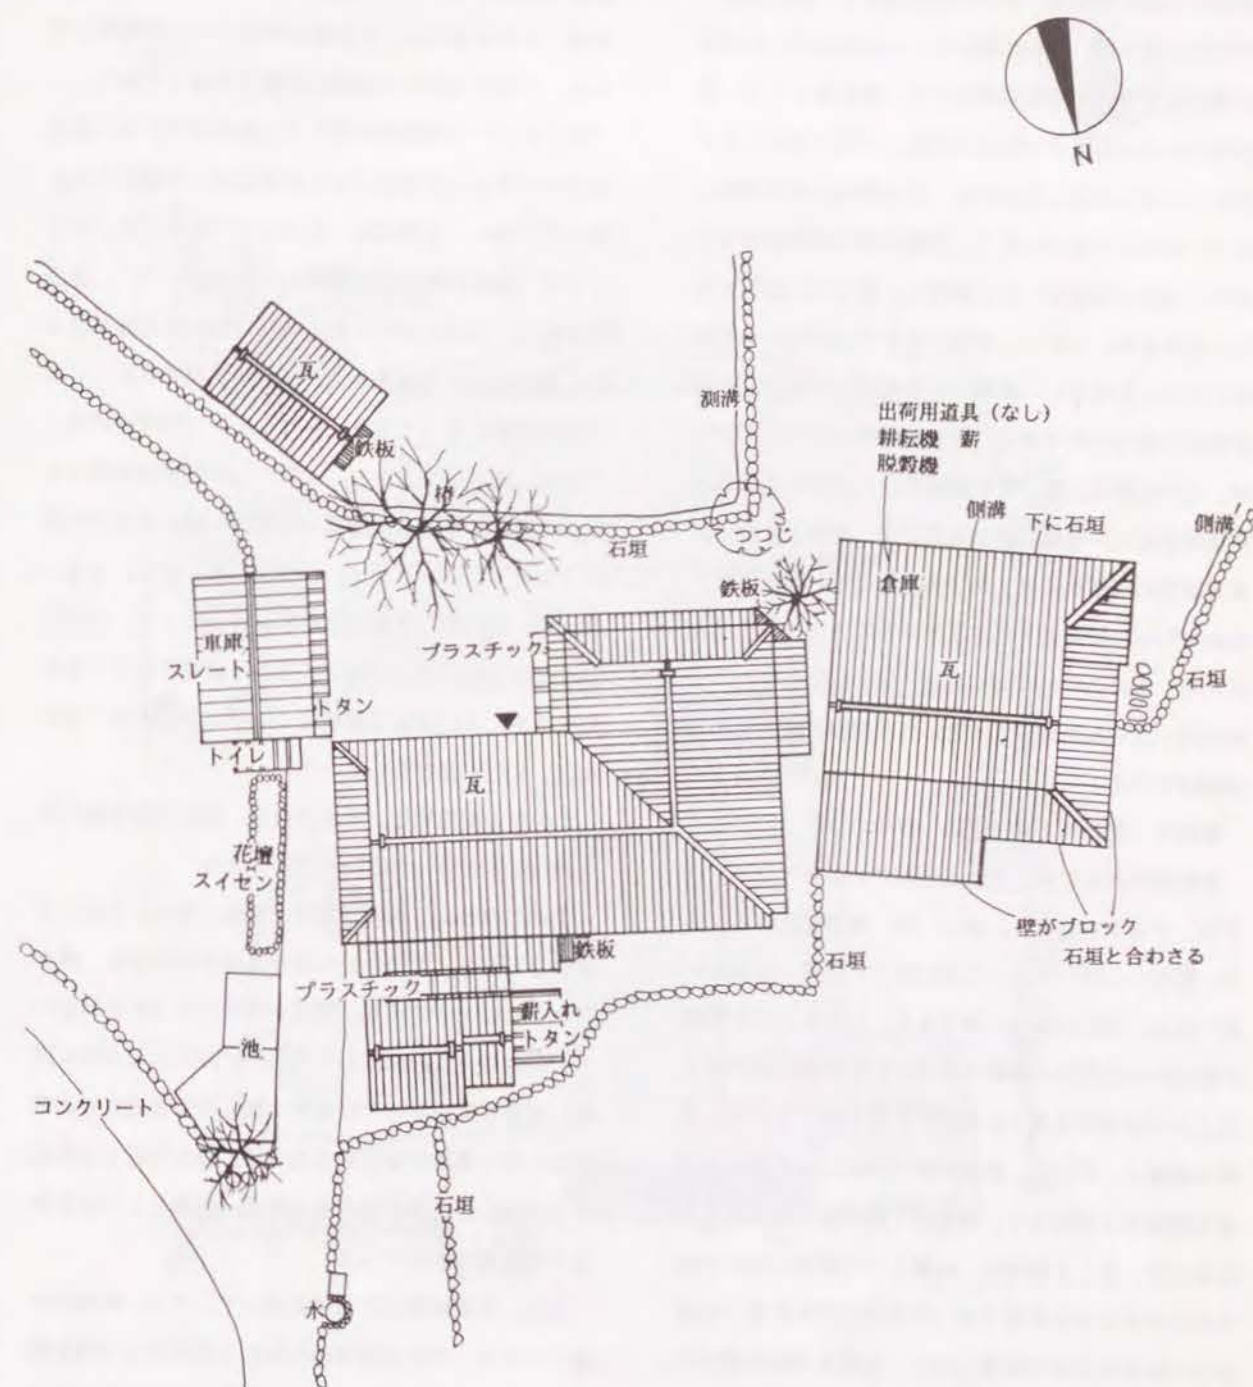 N
瓦
鉄板
椿
側溝
つつじ
石垣
出荷用道具（なし）
耕耘機　薪
脱穀機
側溝
下に石垣
側溝
倉庫
鉄板
プラスチック
車庫
スレート
トタン
トイレ
瓦
石垣
瓦
花壇
スイセン
壁がブロック
石垣と合わさる
鉄板
石垣
プラスチック
薪入れ
トタン
池
コンクリート
石垣
水